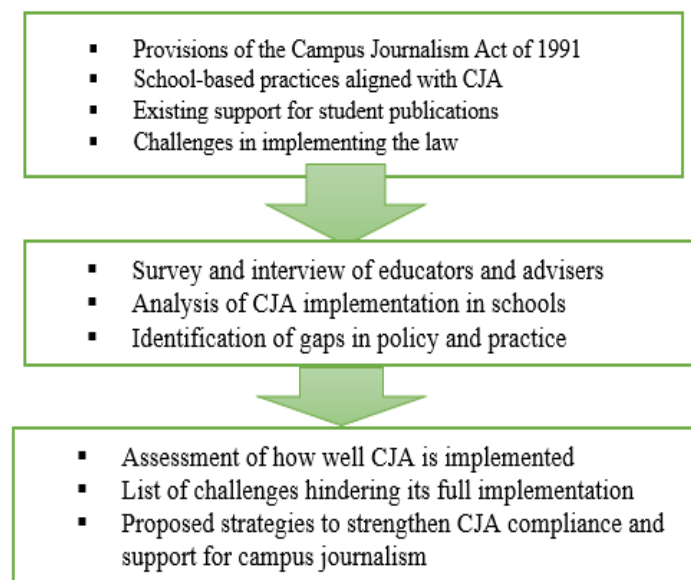 ▪ Provisions of the Campus Journalism Act of 1991
▪ School-based practices aligned with CJA
▪ Existing support for student publications
▪ Challenges in implementing the law
▪ Survey and interview of educators and advisers
▪ Analysis of CJA implementation in schools
▪ Identification of gaps in policy and practice
▪ Assessment of how well CJA is implemented
▪ List of challenges hindering its full implementation
▪ Proposed strategies to strengthen CJA compliance and
support for campus journalism